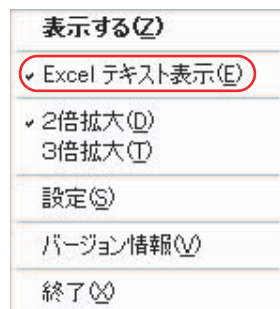 表示する(Z)
✓ Excel テキスト表示(E)
✓ 2倍拡大(D)
3倍拡大(T)
設定(S)
バージョン情報(V)
終了(X)